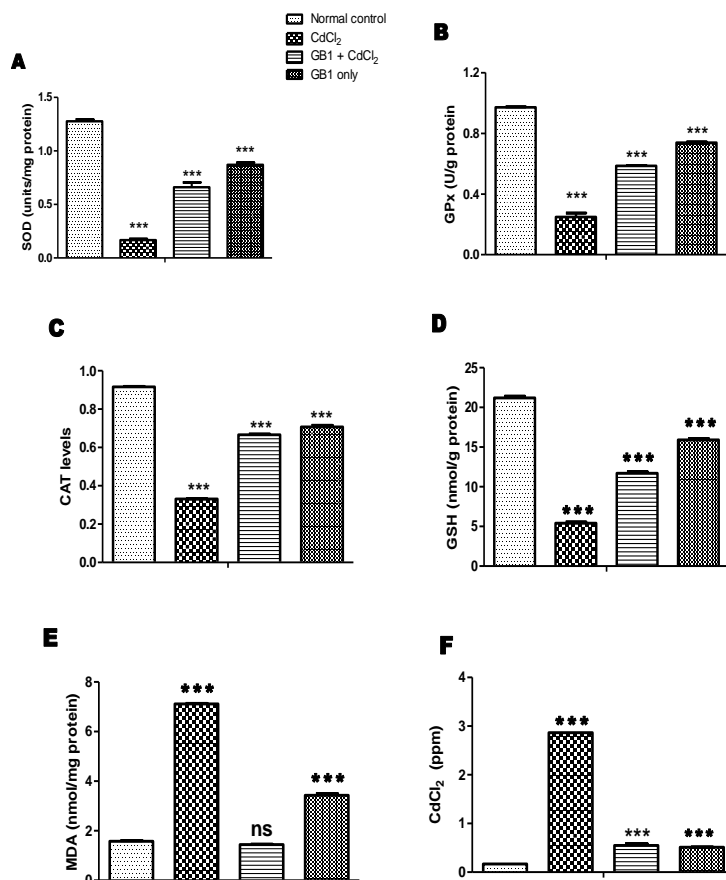 Normal control
CdCl₂
GB1 + CdCl₂
GB1 only
A
SOD (units/mg protein)
1.5
1.0
0.5
0.0
***
***
***
B
GPx (U/g protein
1.2
0.8
0.4
0.0
***
***
***
C
CAT levels
1.0
0.8
0.6
0.4
0.2
0.0
***
***
***
D
GSH (nmol/g protein)
25
20
15
10
5
0
***
***
***
E
MDA (nmol/mg protein)
8
6
4
2
0
***
ns
***
F
CdCl₂ (ppm)
4
3
2
1
0
***
***
***